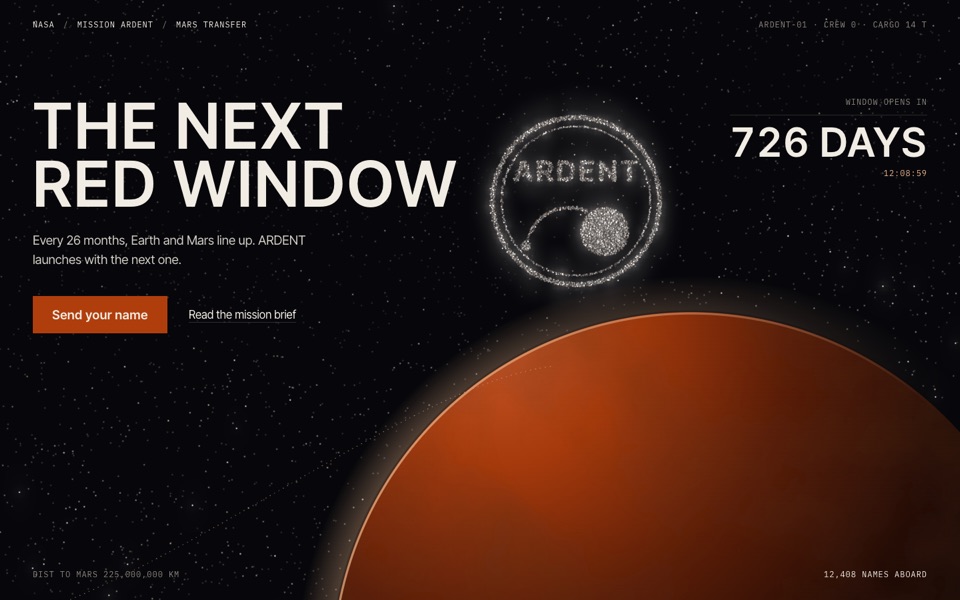 NASA / MISSION ARDENT / MARS TRANSFER
ARDENT-01 · CREW 0 · CARGO 14 T
THE NEXT
RED WINDOW
Every 26 months, Earth and Mars line up. ARDENT
launches with the next one.
Send your name
Read the mission brief
ARDENT
WINDOW OPENS IN
726 DAYS
12:08:59
DIST TO MARS 225,000,000 KM
12,408 NAMES ABOARD